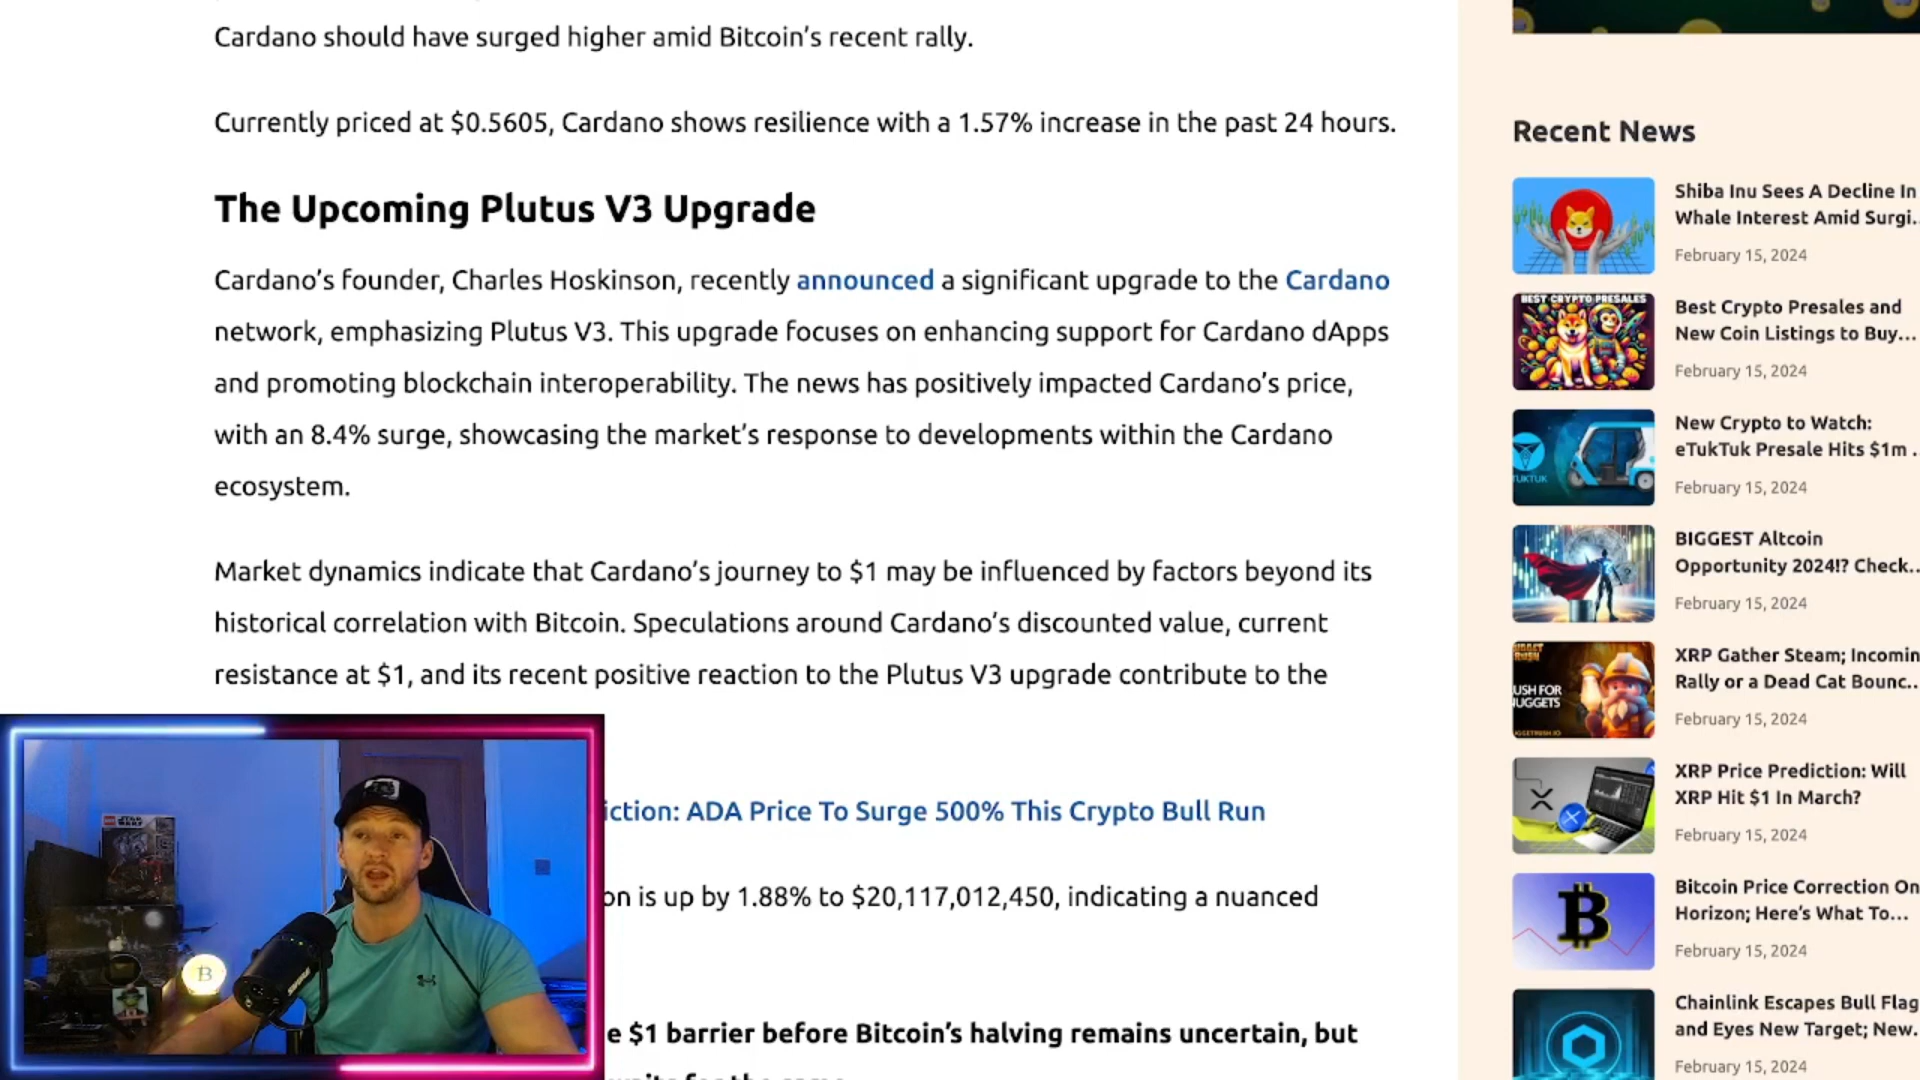 Cardano should have surged higher amid Bitcoin's recent rally.
Currently priced at $0.5605, Cardano shows resilience with a 1.57% increase in the past 24 hours.
The Upcoming Plutus V3 Upgrade
Cardano's founder, Charles Hoskinson, recently announced a significant upgrade to the Cardano
network, emphasizing Plutus V3. This upgrade focuses on enhancing support for Cardano dApps
and promoting blockchain interoperability. The news has positively impacted Cardano's price,
with an 8.4% surge, showcasing the market's response to developments within the Cardano
ecosystem.
Market dynamics indicate that Cardano's journey to $1 may be influenced by factors beyond its
historical correlation with Bitcoin. Speculations around Cardano's discounted value, current
resistance at $1, and its recent positive reaction to the Plutus V3 upgrade contribute to the
iction: ADA Price To Surge 500% This Crypto Bull Run
on is up by 1.88% to $20,117,012,450, indicating a nuanced
e $1 barrier before Bitcoin's halving remains uncertain, but
Recent News
Shiba Inu Sees A Decline In
Whale Interest Amid Surgi..
February 15, 2024
BEST CRYPTO PRESALES
Best Crypto Presales and
New Coin Listings to Buy...
February 15, 2024
TUKTUK
New Crypto to Watch:
eTukTuk Presale Hits $1m .
February 15, 2024
BIGGEST Altcoin
Opportunity 2024!? Check..
February 15, 2024
USH FOR
NUGGETS
XRP Gather Steam; Incomin
Rally or a Dead Cat Bounc..
February 15, 2024
XRP Price Prediction: Will
XRP Hit $1 In March?
February 15, 2024
Bitcoin Price Correction On
Horizon; Here's What To...
February 15, 2024
Chainlink Escapes Bull Flag
and Eyes New Target; New.
February 15, 2024
STAR WARS
SHURE